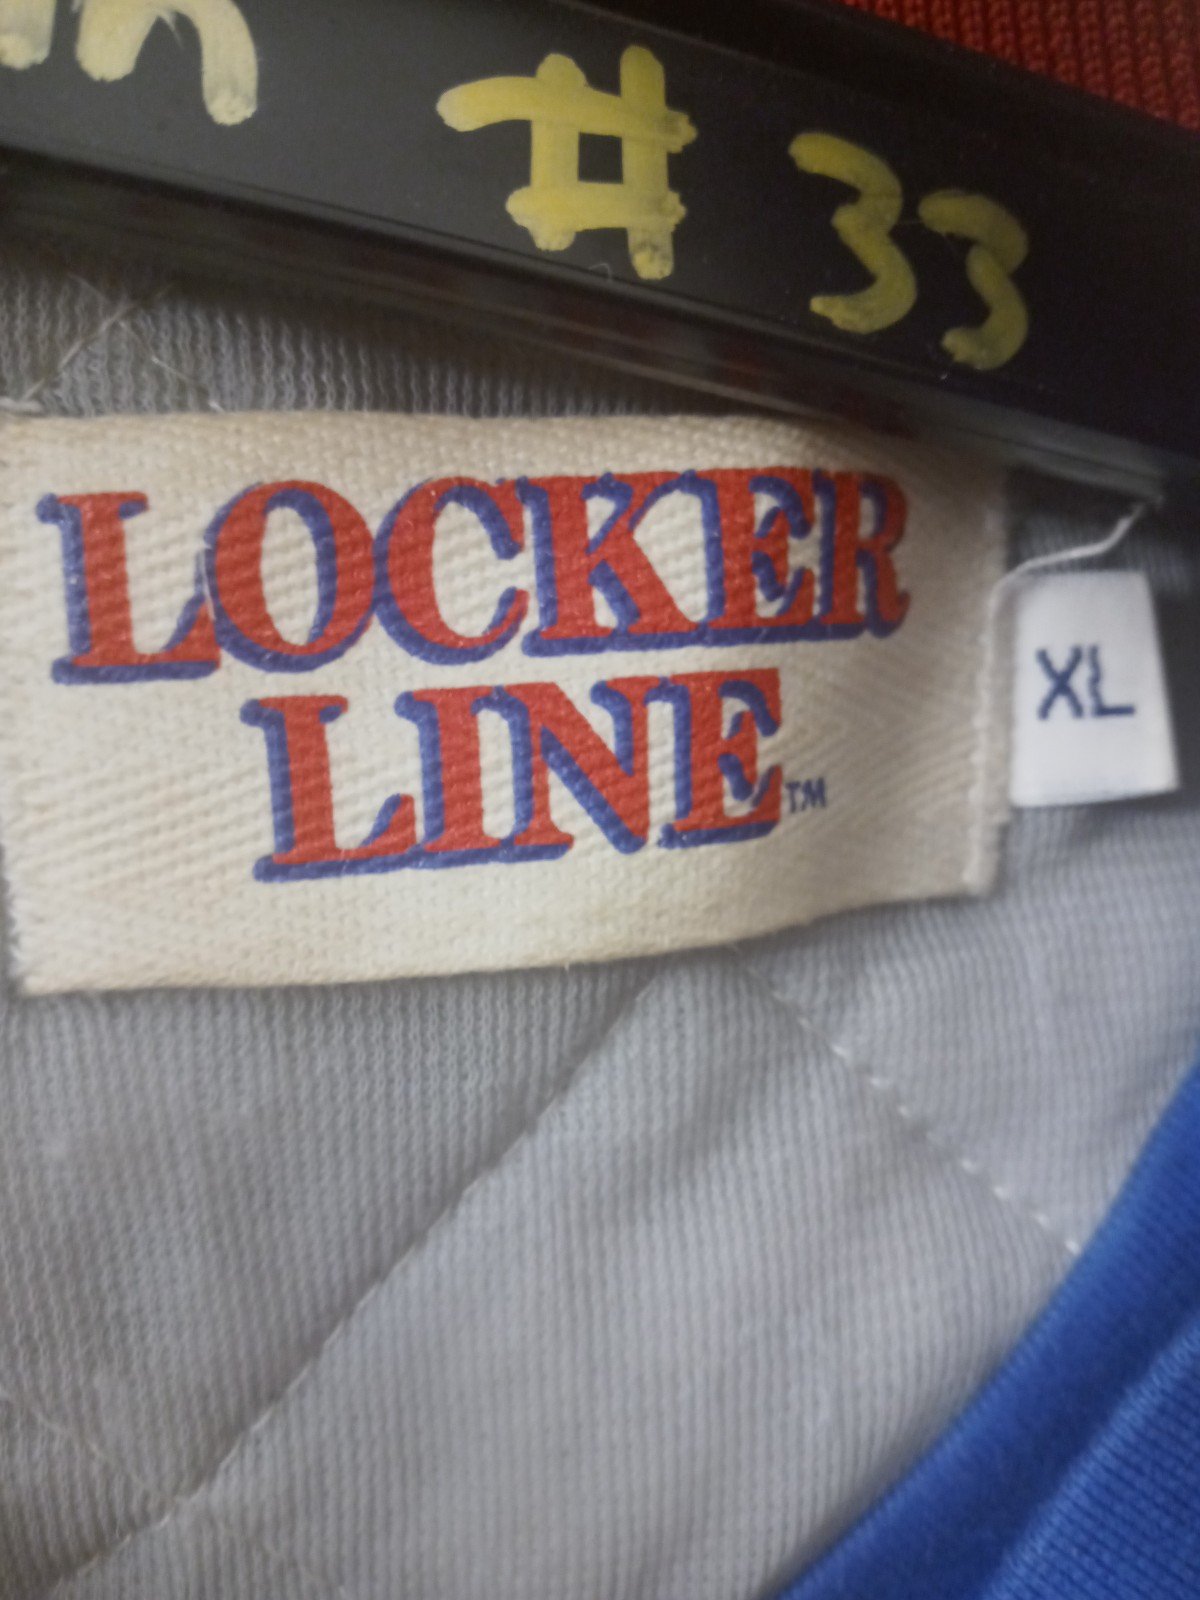 # 33
LOCKER
LINE™
XL